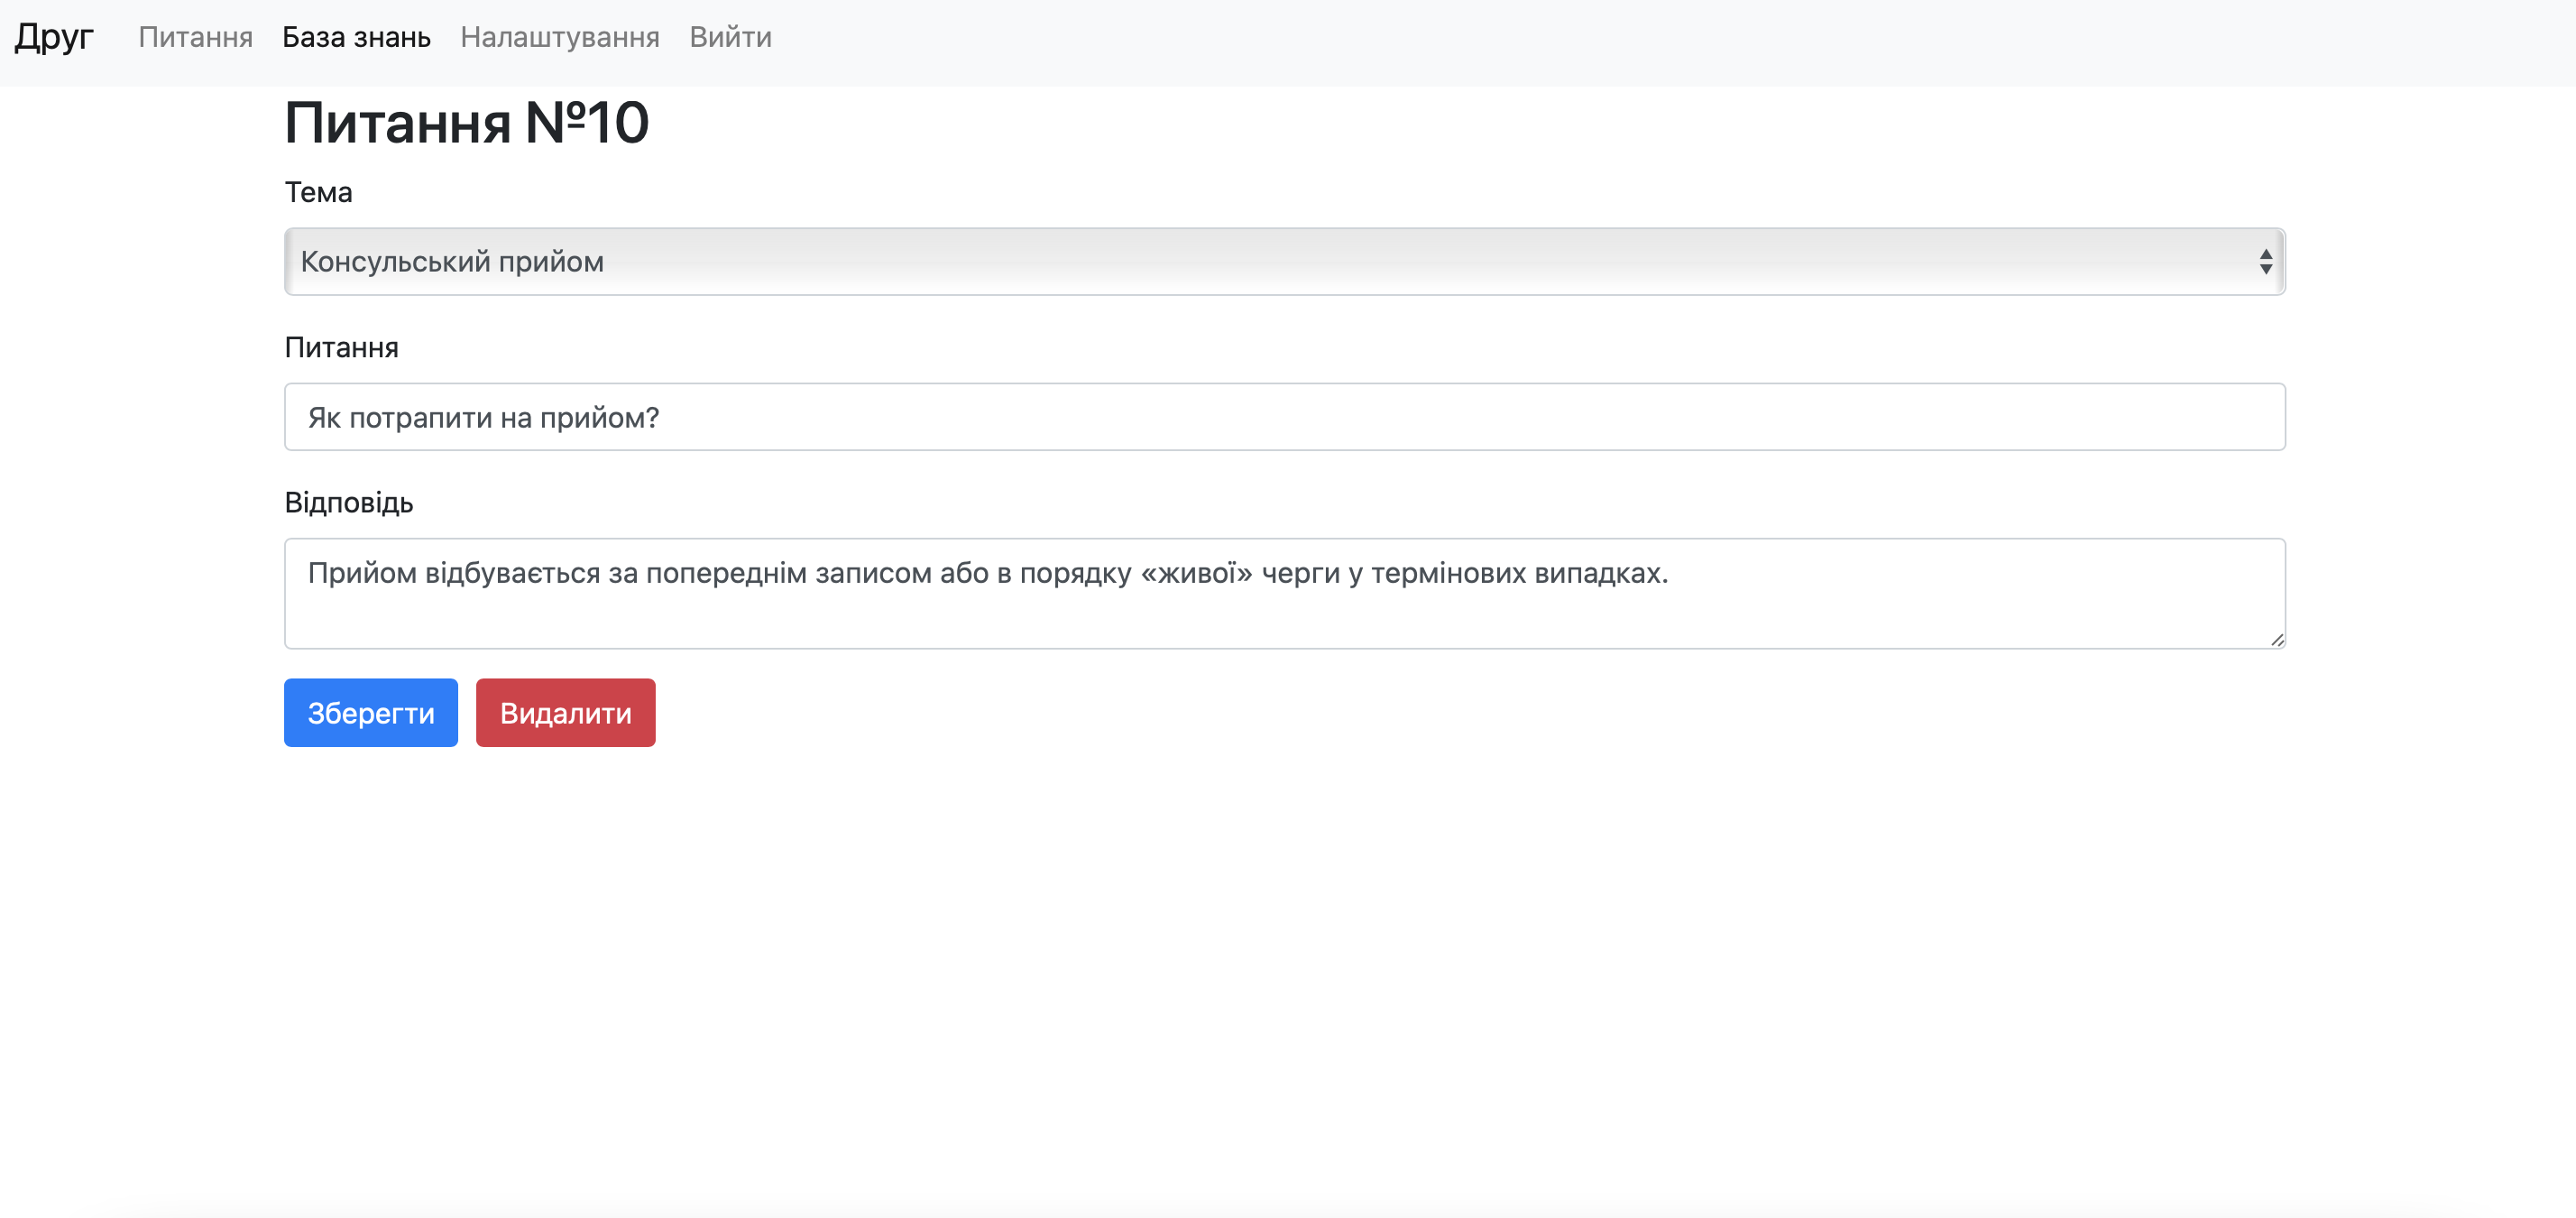 Друг Питання База знань Налаштування Вийти
Питання №10
Тема
Консульський прийом
Питання
Як потрапити на прийом?
Відповідь
Прийом відбувається за попереднім записом або в порядку «живої» черги у термінових випадках.
Зберегти Видалити